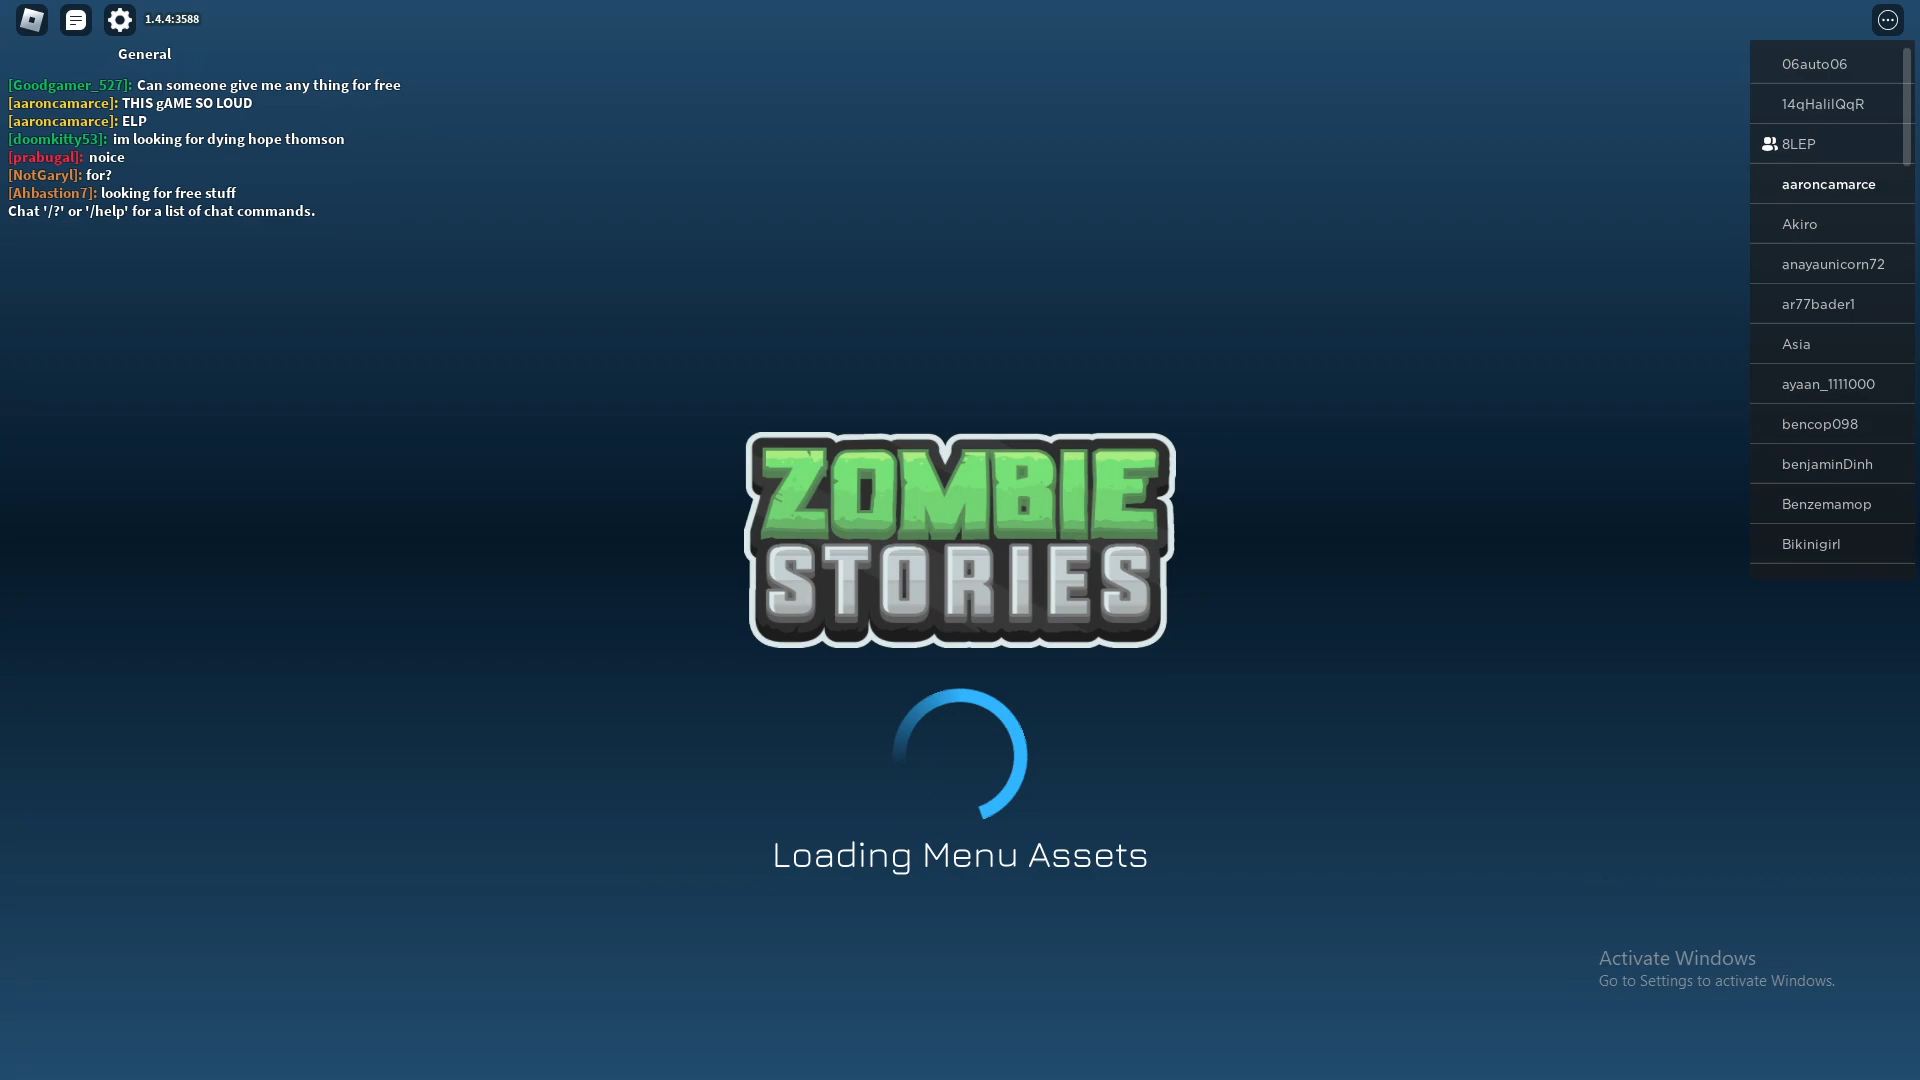 1.4.4:3588
General
[Goodgamer_527]: Can someone give me any thing for free
[aaroncamarce]: THIS gAME SO LOUD
[aaroncamarce]: ELP
[doomkitty53]: im looking for dying hope thomson
[prabugal]: noice
[NotGaryl]: for?
[Ahbastion7]: looking for free stuff
Chat '/?' or '/help' for a list of chat commands.
06auto06
14qHalilQqR
8LEP
aaroncamarce
Akiro
anayaunicorn72
ar77bader1
Asia
ayaan_1111000
bencop098
benjaminDinh
Benzemamop
Bikinigirl
ZOMBIE
STORIES
Loading Menu Assets
Activate Windows
Go to Settings to activate Windows.